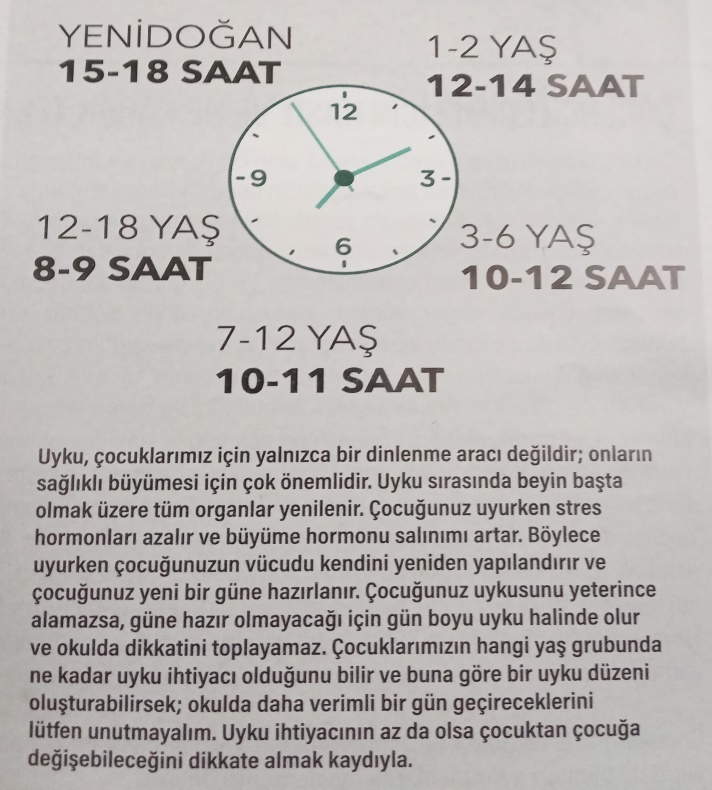 YENİDOĞAN
15-18 SAAT
1-2 YAŞ
12-14 SAAT
12
9
3
6
12-18 YAŞ
8-9 SAAT
3-6 YAŞ
10-12 SAAT
7-12 YAŞ
10-11 SAAT
Uyku, çocuklarımız için yalnızca bir dinlenme aracı değildir; onların
sağlıklı büyümesi için çok önemlidir. Uyku sırasında beyin başta
olmak üzere tüm organlar yenilenir. Çocuğunuz uyurken stres
hormonları azalır ve büyüme hormonu salınımı artar. Böylece
uyurken çocuğunuzun vücudu kendini yeniden yapılandırır ve
çocuğunuz yeni bir güne hazırlanır. Çocuğunuz uykusunu yeterince
alamazsa, güne hazır olmayacağı için gün boyu uyku halinde olur
ve okulda dikkatini toplayamaz. Çocuklarımızın hangi yaş grubunda
ne kadar uyku ihtiyacı olduğunu bilir ve buna göre bir uyku düzeni
oluşturabilirsek; okulda daha verimli bir gün geçireceklerini
lütfen unutmayalım. Uyku ihtiyacının az da olsa çocuktan çocuğa
değişebileceğini dikkate almak kaydıyla.